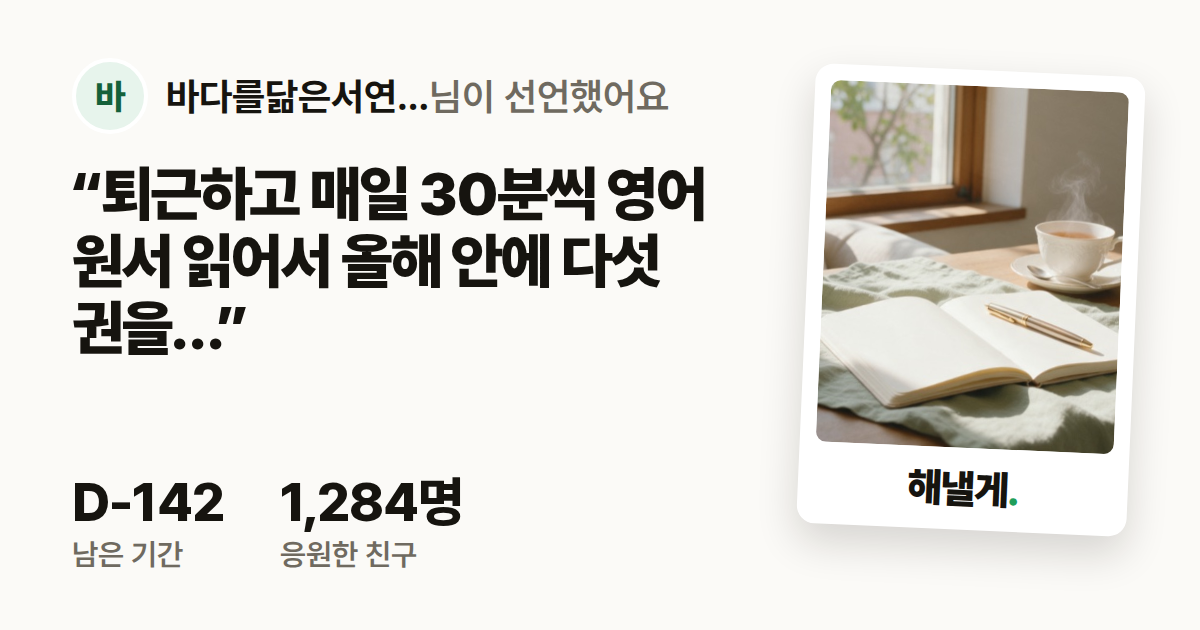 바
바다를닮은서연...님이 선언했어요
“퇴근하고 매일 30분씩 영어
원서 읽어서 올해 안에 다섯
권을...”
D-142
남은 기간
1,284명
응원한 친구
해낼게.